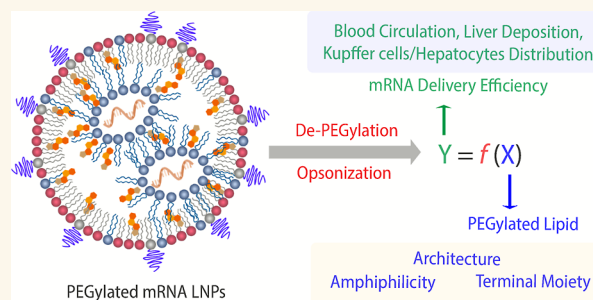 Blood Circulation, Liver Deposition,
Kupffer cells/Hepatocytes Distribution
mRNA Delivery Efficiency
De-PEGylation
Opsonization
Y = f (X)
PEGylated Lipid
Architecture
Amphiphilicity Terminal Moiety
PEGylated mRNA LNPs